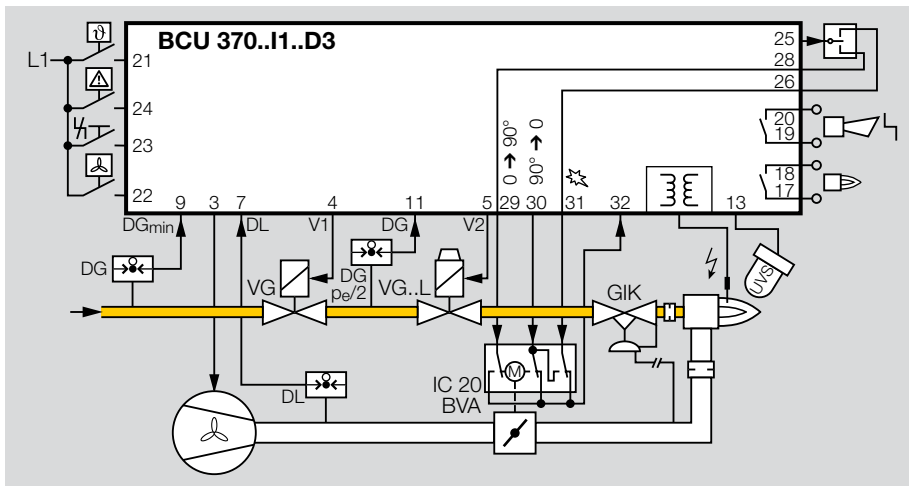 BCU 370..I1..D3
ϑ
L1
21
24
23
22
25
28
26
20
19
18
17
0 ➔ 90°
90° ➔ 0
9
3
7
4
11
5
29
30
31
32
13
DGmin
DL
V1
DG
V2
DG
VG
DG
pe/2
VG..L
GIK
UVS
M
IC 20
BVA
DL